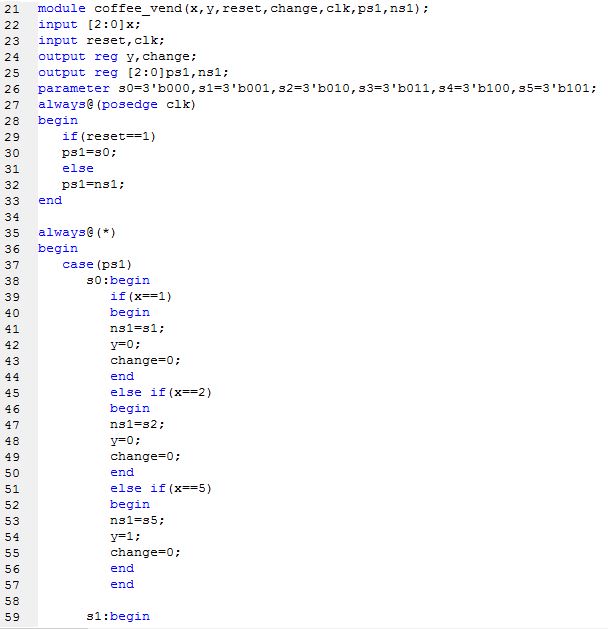 21 module coffee_vend(x,y,reset,change,clk,ps1,ns1);
22 input [2:0]x;
23 input reset,clk;
24 output reg y,change;
25 output reg [2:0]ps1,ns1;
26 parameter s0=3'b000,s1=3'b001,s2=3'b010,s3=3'b011,s4=3'b100,s5=3'b101;
27 always@(posedge clk)
28 begin
29 if(reset==1)
30 ps1=s0;
31 else
32 ps1=ns1;
33 end
34
35 always@(*)
36 begin
37 case(ps1)
38 s0:begin
39 if(x==1)
40 begin
41 ns1=s1;
42 y=0;
43 change=0;
44 end
45 else if(x==2)
46 begin
47 ns1=s2;
48 y=0;
49 change=0;
50 end
51 else if(x==5)
52 begin
53 ns1=s5;
54 y=1;
55 change=0;
56 end
57 end
58
59 s1:begin